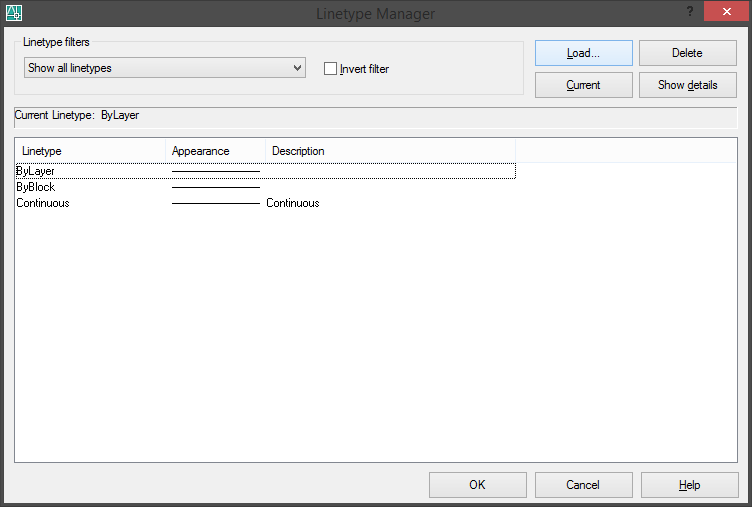 Linetype Manager
?
Linetype filters
Show all linetypes
Invert filter
Load...
Delete
Current
Show details
Current Linetype: ByLayer
Linetype Appearance Description
ByLayer
ByBlock
Continuous Continuous
OK Cancel Help